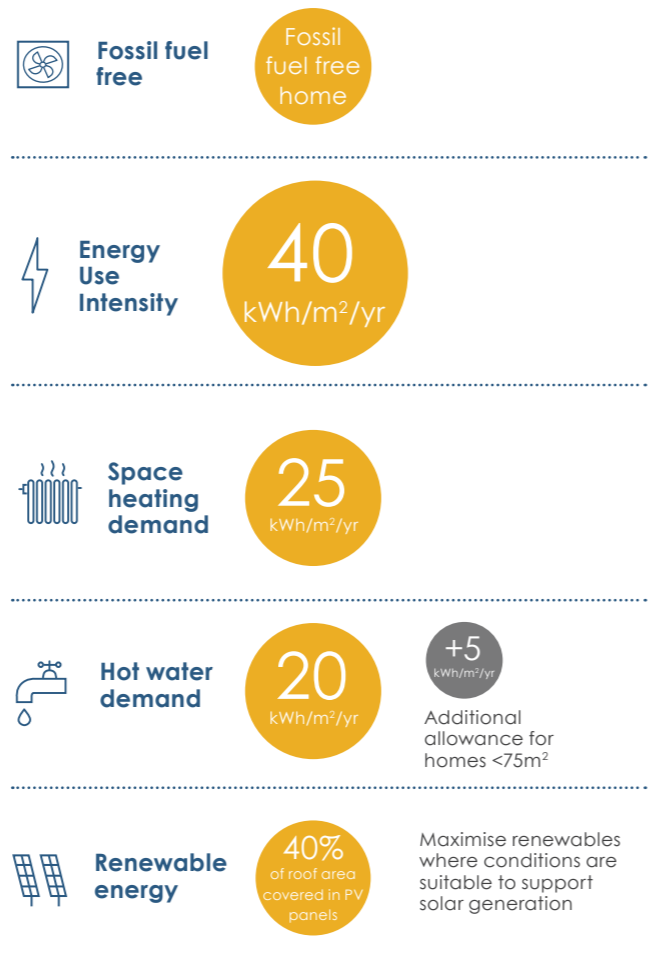 Fossil fuel
free
Fossil
fuel free
home
Energy
Use
Intensity
40
kWh/m²/yr
Space
heating
demand
25
kWh/m²/yr
Hot water
demand
20
kWh/m²/yr
+5
kWh/m²/yr
Additional
allowance for
homes <75m²
Renewable
energy
40%
of roof area
covered in PV
panels
Maximise renewables
where conditions are
suitable to support
solar generation